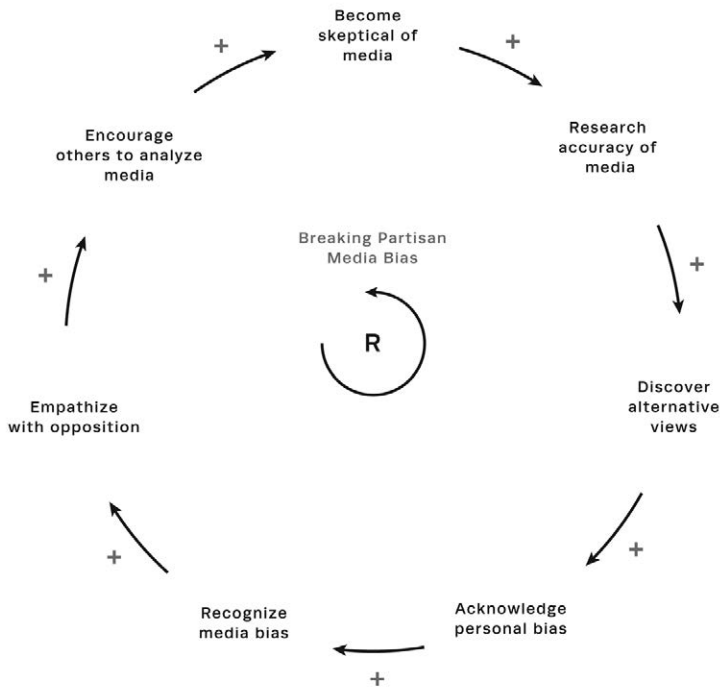 Become
skeptical of
media
+
Research
accuracy of
media
+
Discover
alternative
views
+
Acknowledge
personal bias
+
Recognize
media bias
+
Empathize
with opposition
+
Encourage
others to analyze
media
+
Breaking Partisan
Media Bias
R